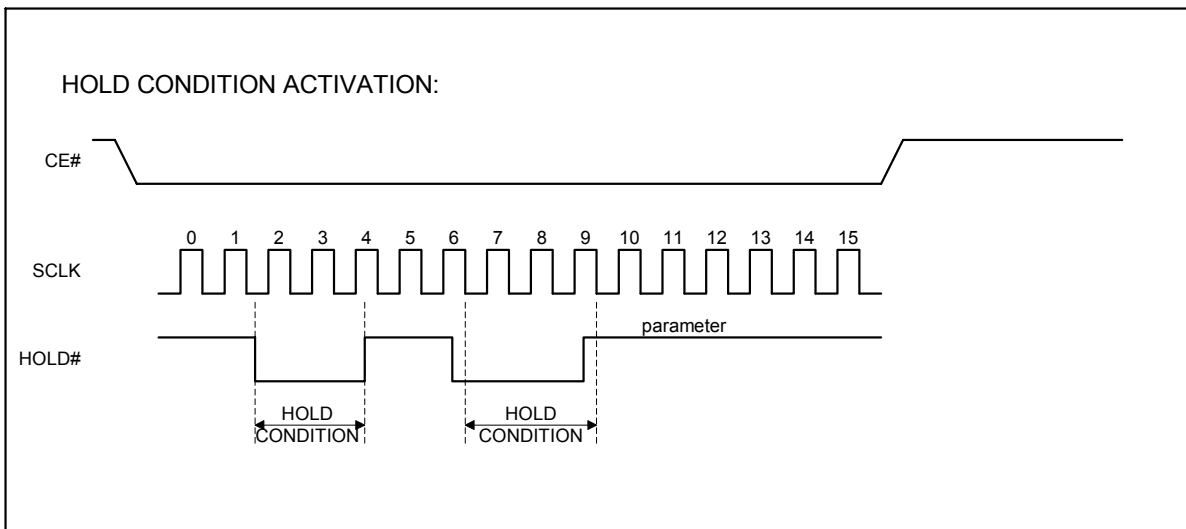 HOLD CONDITION ACTIVATION:
CE#
0 1 2 3 4 5 6 7 8 9 10 11 12 13 14 15
SCLK
parameter
HOLD#
HOLD CONDITION
HOLD CONDITION